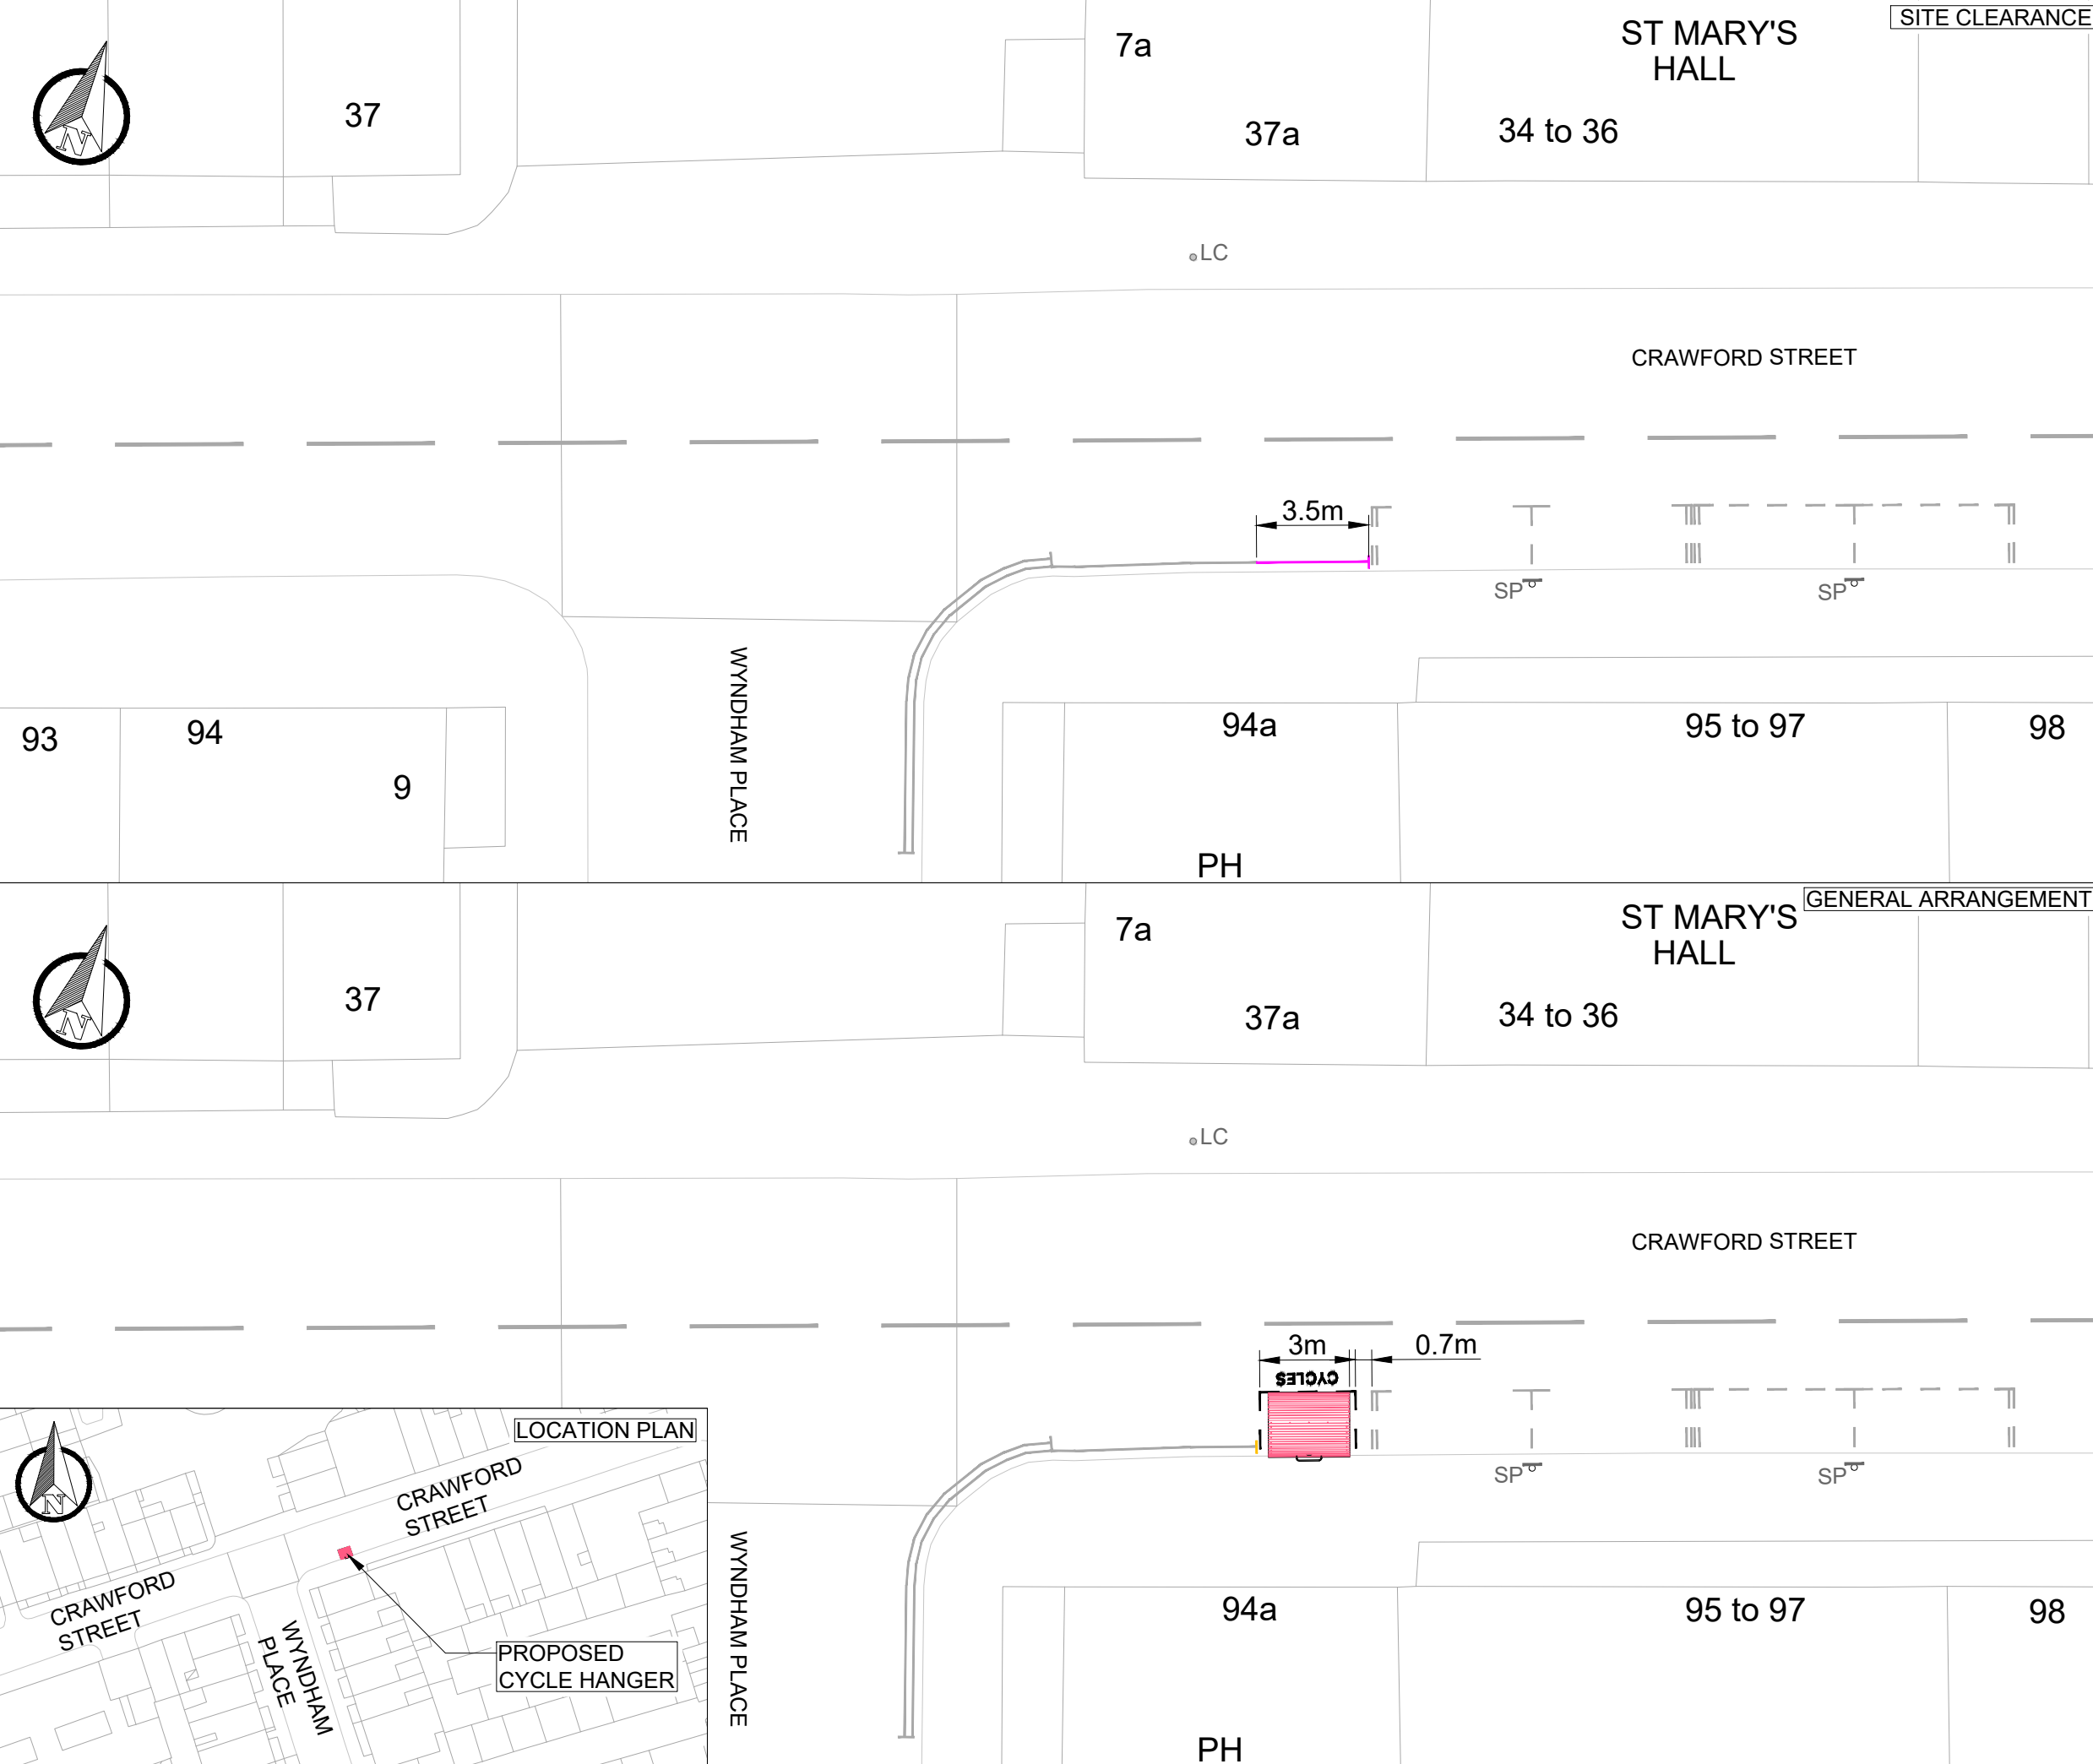 SITE CLEARANCE
ST MARY'S
HALL
7a
37
37a
34 to 36
N
LC
CRAWFORD STREET
3.5m
SP
SP
WYNDHAM PLACE
93
94
9
94a
95 to 97
98
PH
GENERAL ARRANGEMENT
ST MARY'S
HALL
7a
37
37a
34 to 36
N
LC
CRAWFORD STREET
3m
0.7m
CYCLES
SP
SP
WYNDHAM PLACE
94a
95 to 97
98
PH
LOCATION PLAN
N
CRAWFORD
STREET
CRAWFORD
STREET
WYNDHAM
PLACE
PROPOSED
CYCLE HANGER